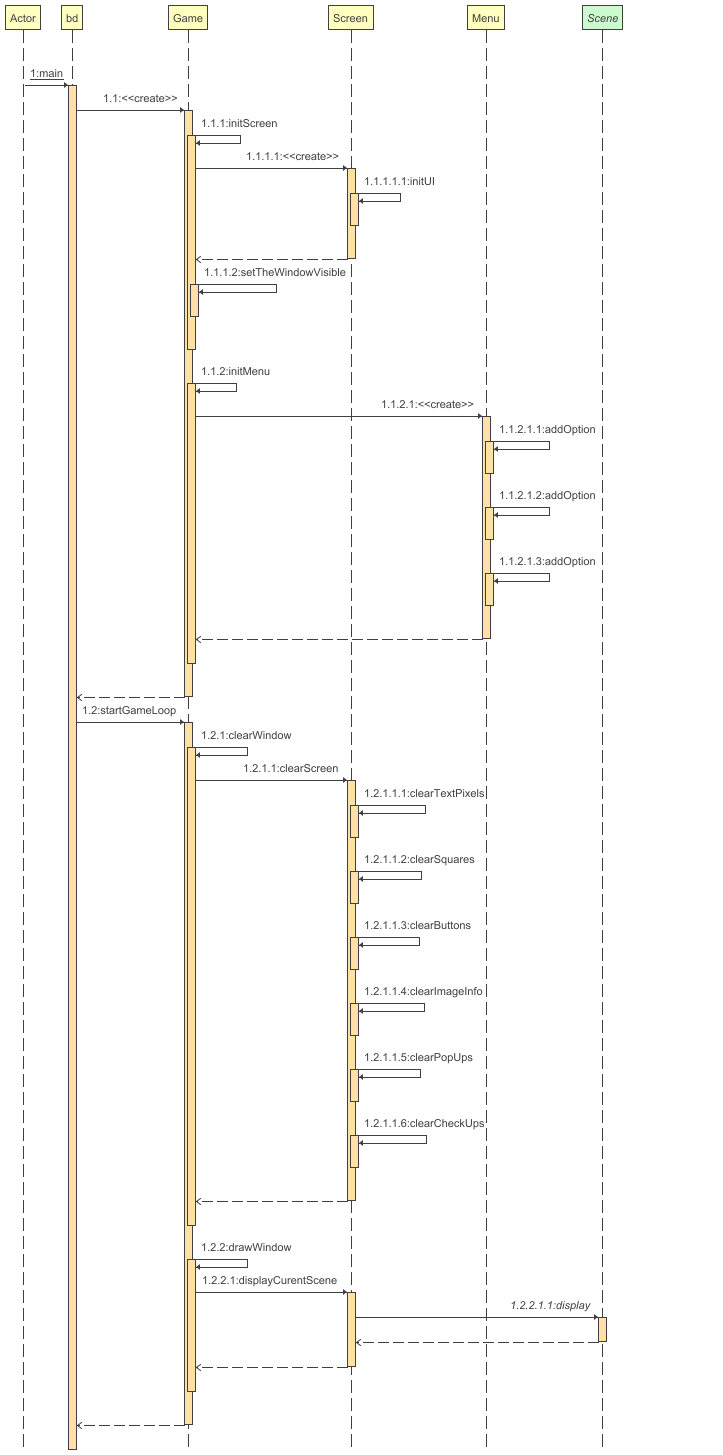 Actor bd Game Screen Menu Scene
1:main
1.1:<<create>>
1.1.1:initScreen
1.1.1.1:<<create>>
1.1.1.1.1:initUI
1.1.1.2:setTheWindowVisible
1.1.2:initMenu
1.1.2.1:<<create>>
1.1.2.1.1:addOption
1.1.2.1.2:addOption
1.1.2.1.3:addOption
1.2:startGameLoop
1.2.1:clearWindow
1.2.1.1:clearScreen
1.2.1.1.1:clearTextPixels
1.2.1.1.2:clearSquares
1.2.1.1.3:clearButtons
1.2.1.1.4:clearImageInfo
1.2.1.1.5:clearPopUps
1.2.1.1.6:clearCheckUps
1.2.2:drawWindow
1.2.2.1:displayCurentScene
1.2.2.1.1:display